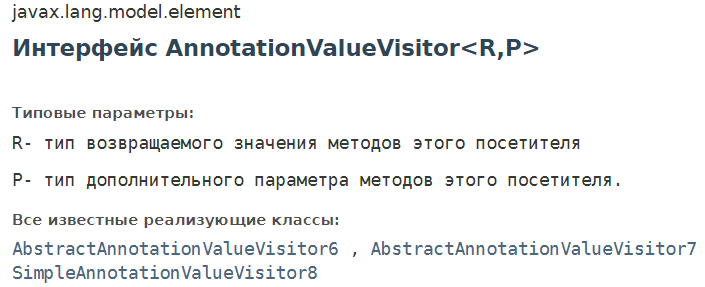 javax.lang.model.element
Интерфейс AnnotationValueVisitor<R,P>
Типовые параметры:
R- тип возвращаемого значения методов этого посетителя
P- тип дополнительного параметра методов этого посетителя.
Все известные реализующие классы:
AbstractAnnotationValueVisitor6 , AbstractAnnotationValueVisitor7
SimpleAnnotationValueVisitor8